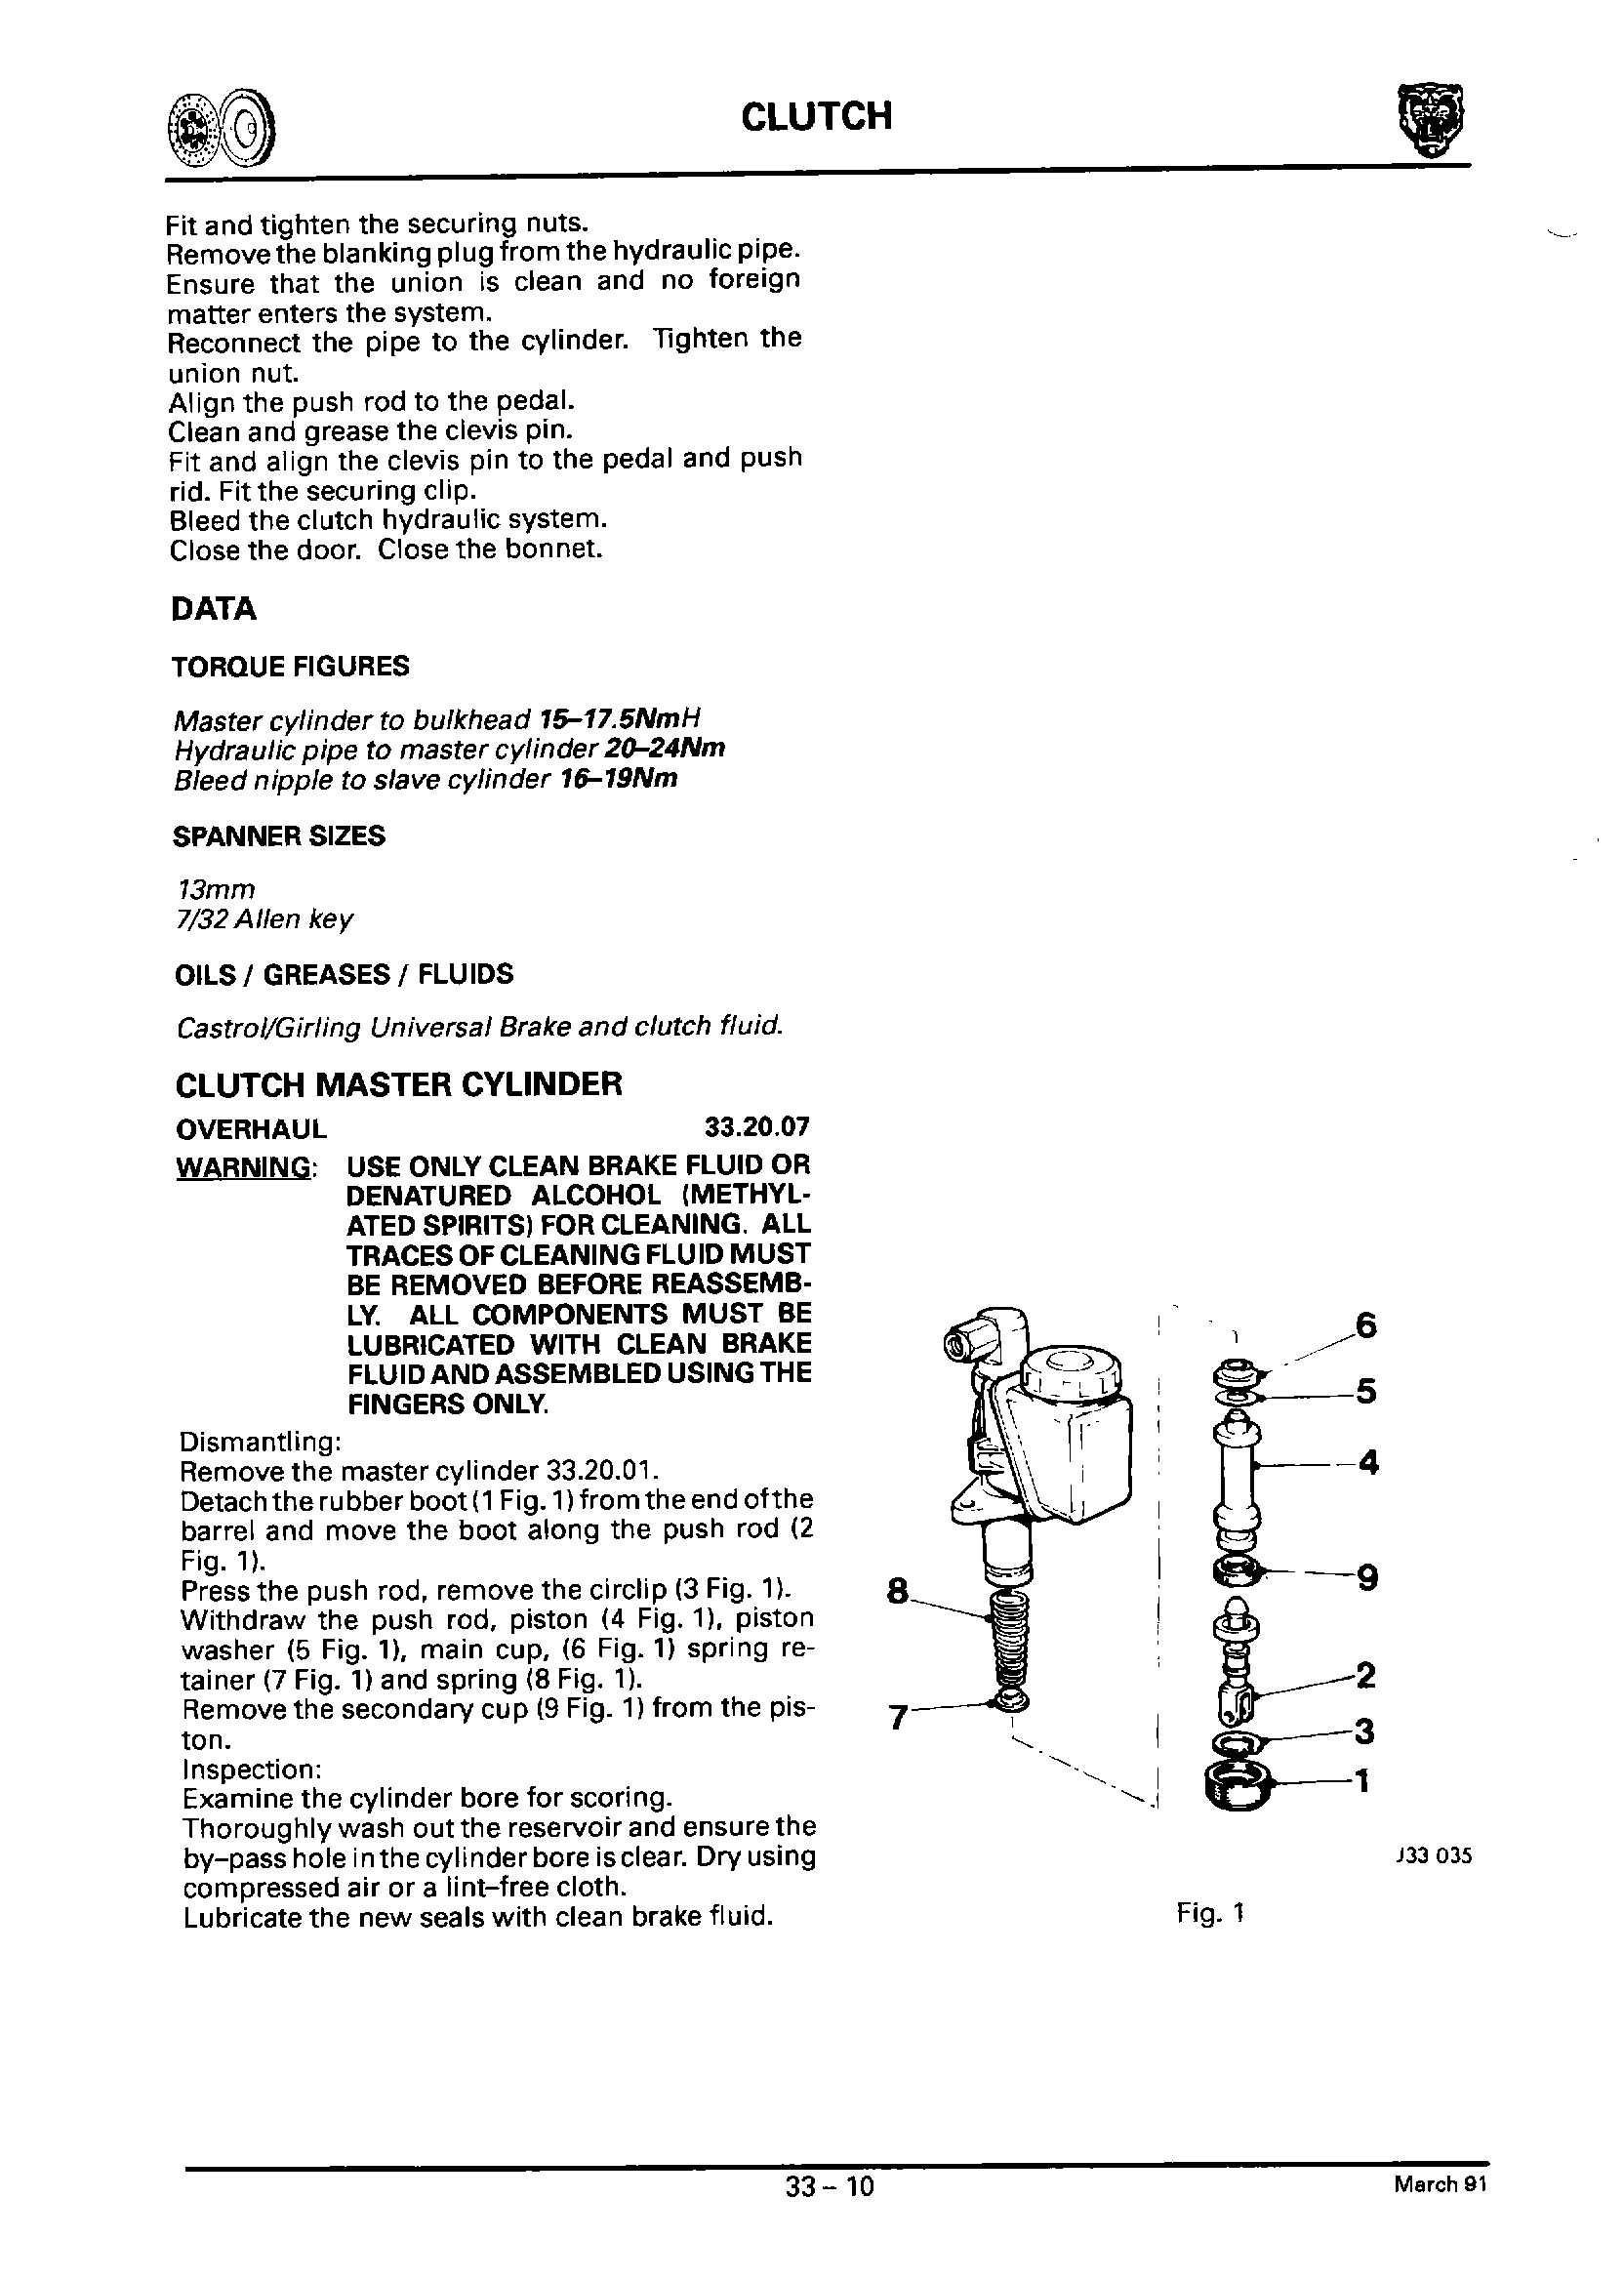 CLUTCH
Fit and tighten the securing nuts.
Remove the blanking plug from the hydraulic pipe.
Ensure that the union is clean and no foreign
matter enters the system.
Reconnect the pipe to the cylinder. Tighten the
union nut.
Align the push rod to the pedal.
Clean and grease the clevis pin.
Fit and align the clevis pin to the pedal and push
rid. Fit the securing clip.
Bleed the clutch hydraulic system.
Close the door. Close the bonnet.
DATA
TORQUE FIGURES
Master cylinder to bulkhead 15–17.5NmH
Hydraulic pipe to master cylinder 20–24Nm
Bleed nipple to slave cylinder 16–19Nm
SPANNER SIZES
13mm
7/32 Allen key
OILS / GREASES / FLUIDS
Castrol/Girling Universal Brake and clutch fluid.
CLUTCH MASTER CYLINDER
OVERHAUL 33.20.07
WARNING: USE ONLY CLEAN BRAKE FLUID OR
DENATURED ALCOHOL (METHYL-
ATED SPIRITS) FOR CLEANING. ALL
TRACES OF CLEANING FLUID MUST
BE REMOVED BEFORE REASSEMB-
LY. ALL COMPONENTS MUST BE
LUBRICATED WITH CLEAN BRAKE
FLUID AND ASSEMBLED USING THE
FINGERS ONLY.
Dismantling:
Remove the master cylinder 33.20.01.
Detach the rubber boot (1 Fig. 1) from the end of the
barrel and move the boot along the push rod (2
Fig. 1).
Press the push rod, remove the circlip (3 Fig. 1).
Withdraw the push rod, piston (4 Fig. 1), piston
washer (5 Fig. 1), main cup, (6 Fig. 1) spring re-
tainer (7 Fig. 1) and spring (8 Fig. 1).
Remove the secondary cup (9 Fig. 1) from the pis-
ton.
Inspection:
Examine the cylinder bore for scoring.
Thoroughly wash out the reservoir and ensure the
by–pass hole in the cylinder bore is clear. Dry using
compressed air or a lint–free cloth.
Lubricate the new seals with clean brake fluid.
6
5
4
9
8
2
7
3
1
J33 035
Fig. 1
33 – 10
March 91